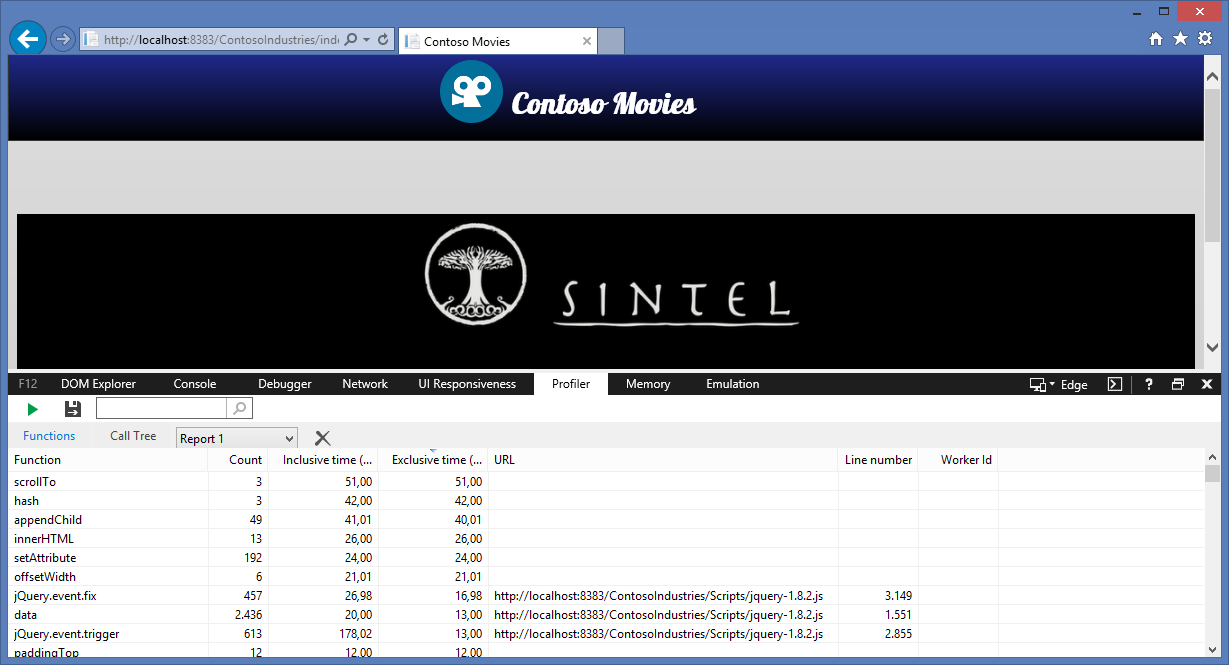 http://localhost:8383/ContosoIndustries/inde
Contoso Movies
Contoso Movies
SINTEL
F12 DOM Explorer Console Debugger Network UI Responsiveness Profiler Memory Emulation Edge ?
Functions Call Tree Report 1
Function Count Inclusive time (... Exclusive time (... URL Line number Worker Id
scrollTo 3 51,00 51,00
hash 3 42,00 42,00
appendChild 49 41,01 40,01
innerHTML 13 26,00 26,00
setAttribute 192 24,00 24,00
offsetWidth 6 21,01 21,01
jQuery.event.fix 457 26,98 16,98 http://localhost:8383/ContosoIndustries/Scripts/jquery-1.8.2.js 3.149
data 2.436 20,00 13,00 http://localhost:8383/ContosoIndustries/Scripts/jquery-1.8.2.js 1.551
jQuery.event.trigger 613 178,02 13,00 http://localhost:8383/ContosoIndustries/Scripts/jquery-1.8.2.js 2.855
paddingTop 12 12,00 12,00